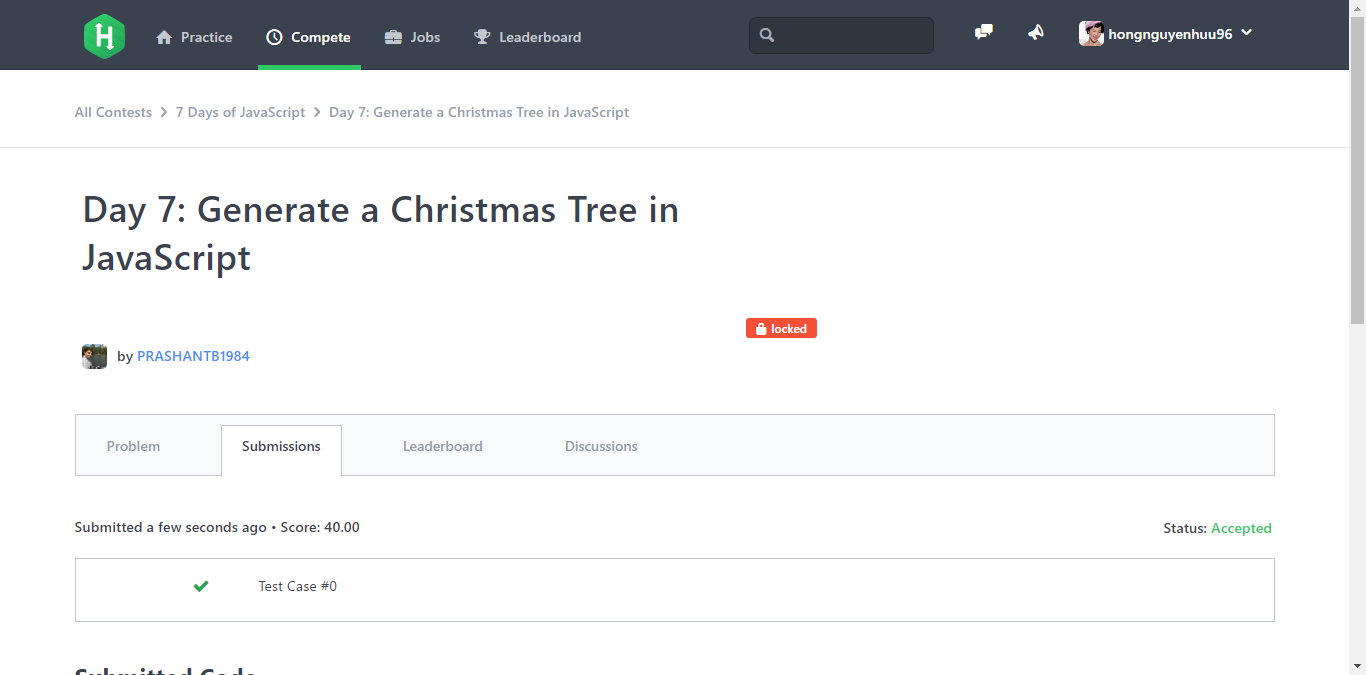 H Practice Compete Jobs Leaderboard hongnguyenhuu96
All Contests 7 Days of JavaScript Day 7: Generate a Christmas Tree in JavaScript
Day 7: Generate a Christmas Tree in
JavaScript
locked
by PRASHANTB1984
Problem Submissions Leaderboard Discussions
Submitted a few seconds ago • Score: 40.00 Status: Accepted
Test Case #0
Submitted Code